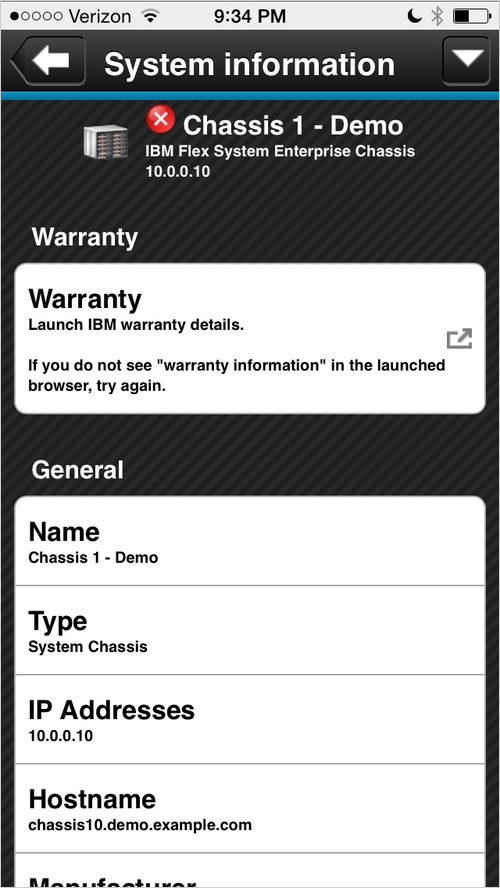 Verizon 9:34 PM
System information
Chassis 1 - Demo
IBM Flex System Enterprise Chassis
10.0.0.10
Warranty
Warranty
Launch IBM warranty details.
If you do not see "warranty information" in the launched
browser, try again.
General
Name
Chassis 1 - Demo
Type
System Chassis
IP Addresses
10.0.0.10
Hostname
chassis10.demo.example.com
Manufacturer